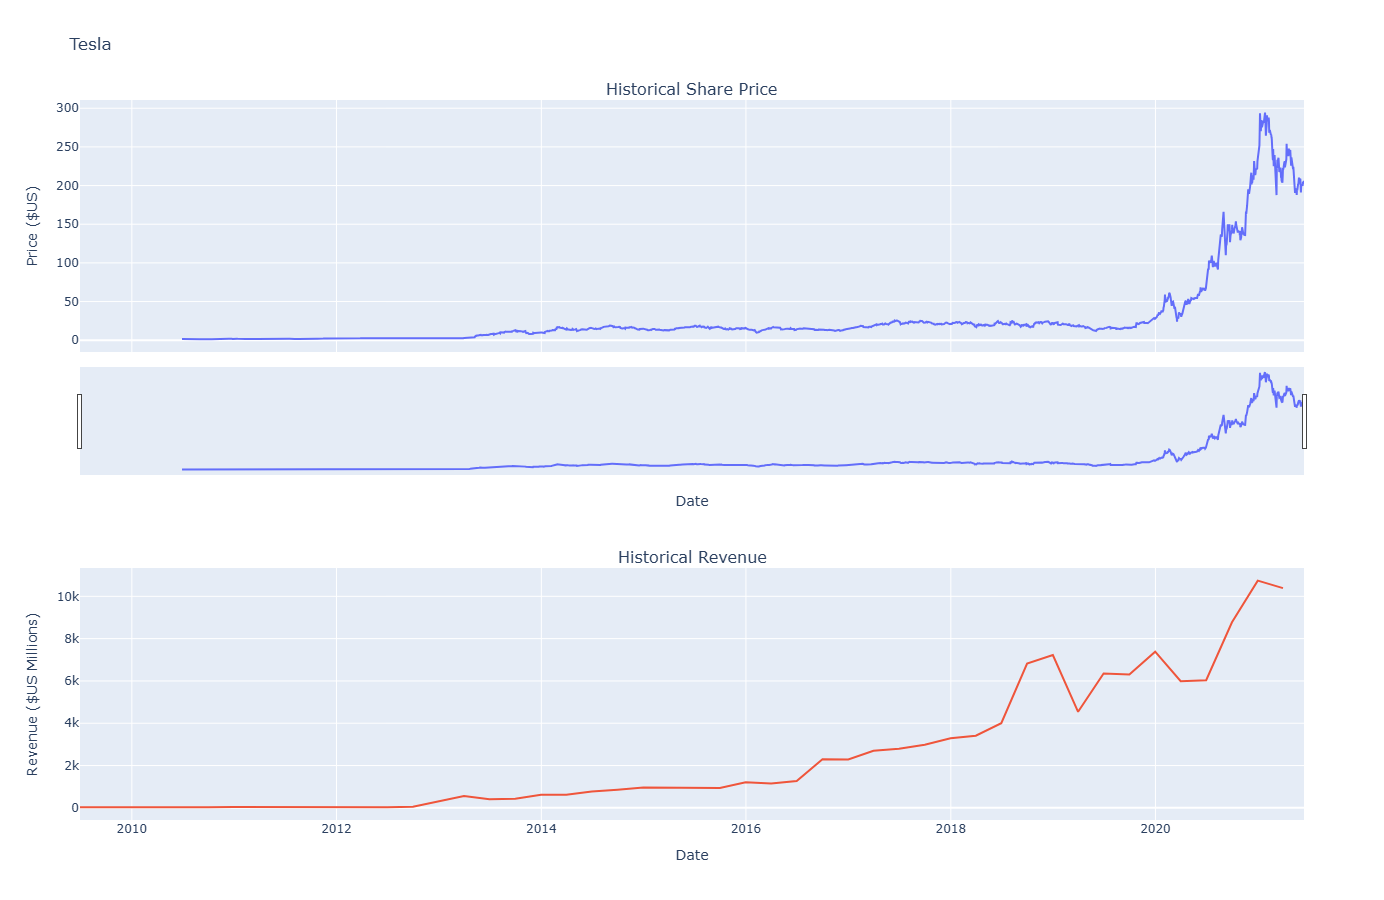 Tesla
Historical Share Price
Price ($US)
300
250
200
150
100
50
0
Date
Historical Revenue
Revenue ($US Millions)
10k
8k
6k
4k
2k
0
2010 2012 2014 2016 2018 2020
Date